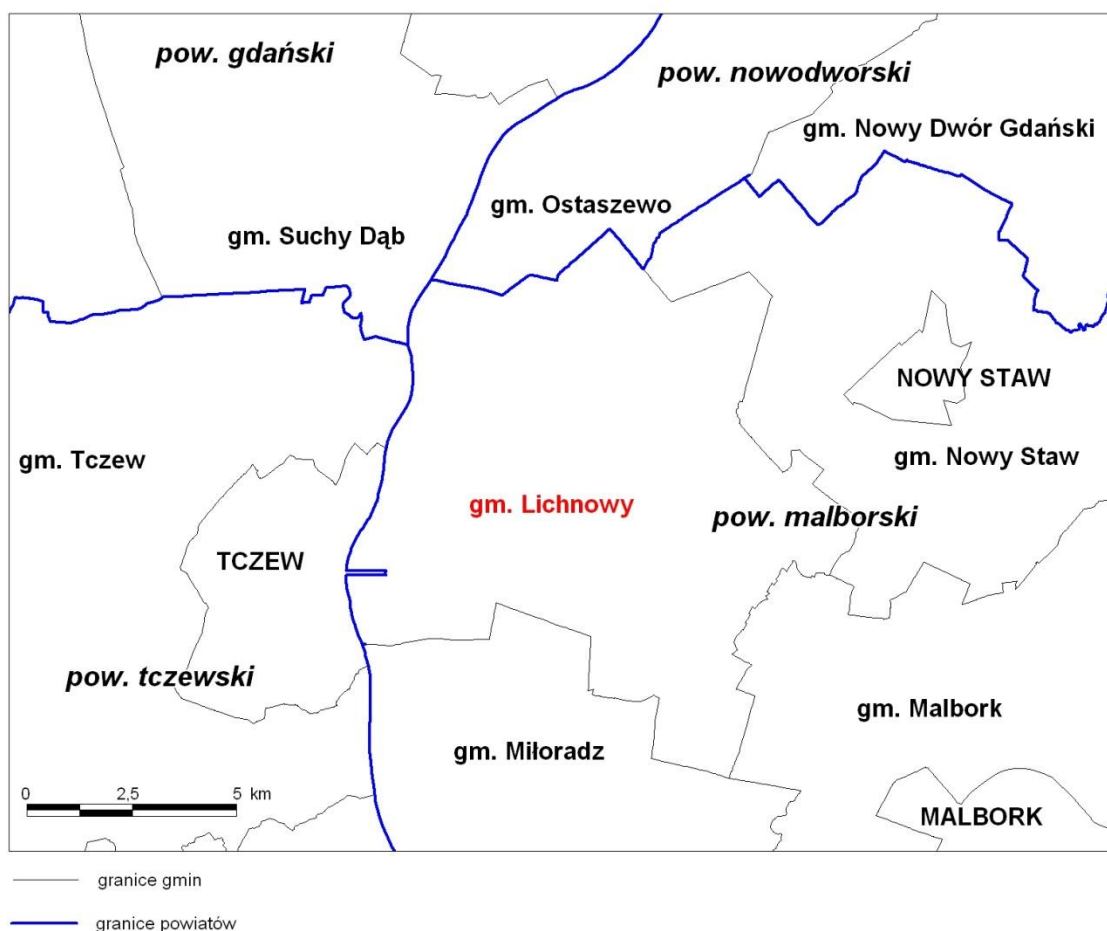 pow. gdański
pow. nowodworski
gm. Nowy Dwór Gdański
gm. Ostaszewo
gm. Suchy Dąb
NOWY STAW
gm. Tczew
gm. Nowy Staw
gm. Lichnowy
pow. malborski
TCZEW
pow. tczewski
gm. Malbork
gm. Miłoradz
0 2,5 5 km
MALBORK
granice gmin
granice powiatów